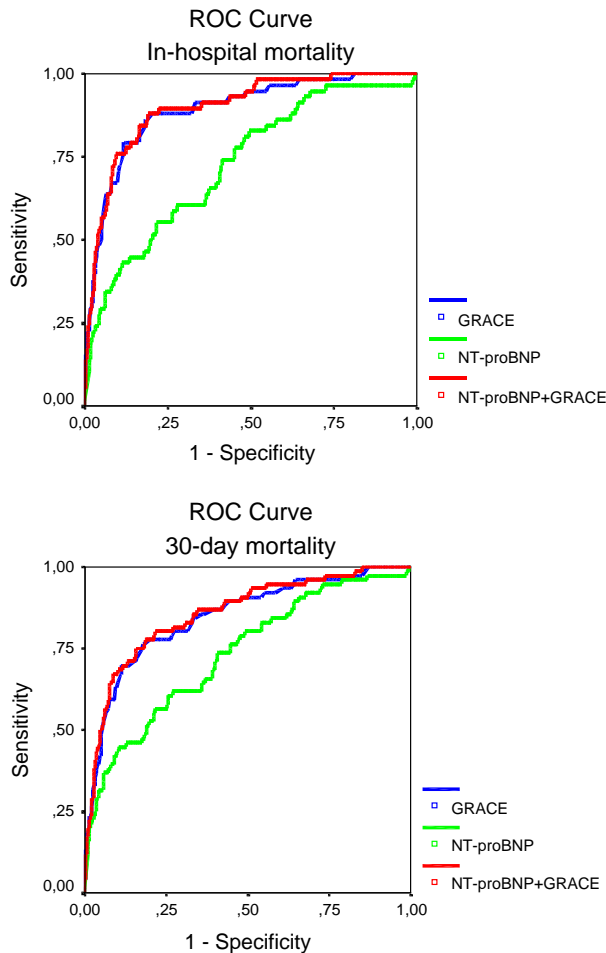 ROC Curve
In-hospital mortality
1,00
,75
,50
,25
0,00
Sensitivity
0,00 ,25 ,50 ,75 1,00
1 - Specificity
GRACE
NT-proBNP
NT-proBNP+GRACE
ROC Curve
30-day mortality
1,00
,75
,50
,25
0,00
Sensitivity
0,00 ,25 ,50 ,75 1,00
1 - Specificity
GRACE
NT-proBNP
NT-proBNP+GRACE